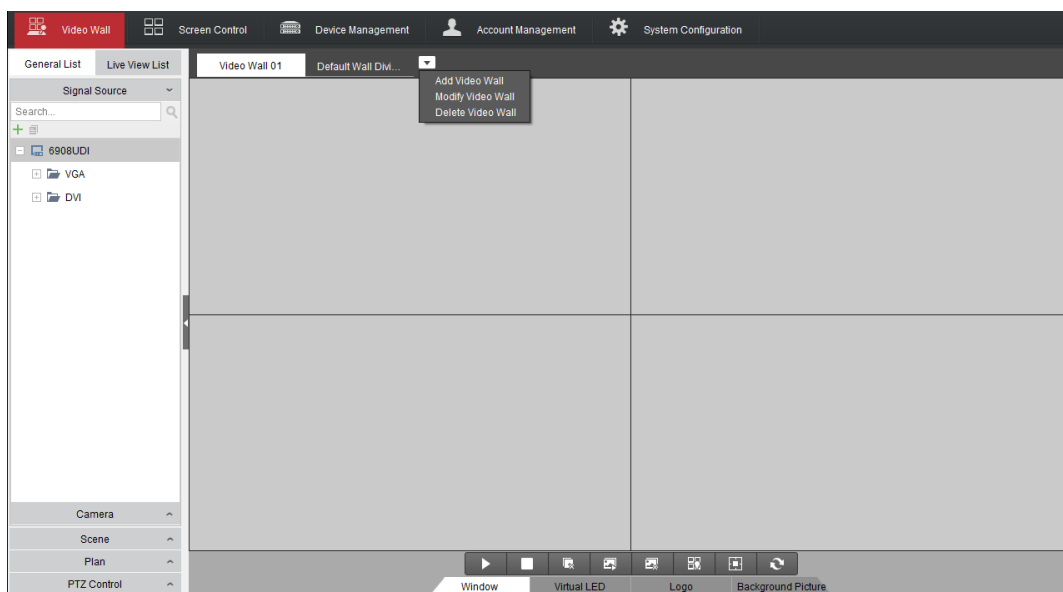 Video Wall Screen Control Device Management Account Management System Configuration
General List Live View List Video Wall 01 Default Wall Divi...
Signal Source
Add Video Wall
Modify Video Wall
Delete Video Wall
Search...
6908UDI
VGA
DVI
Camera
Scene
Plan
PTZ Control
Window Virtual LED Logo Background Picture